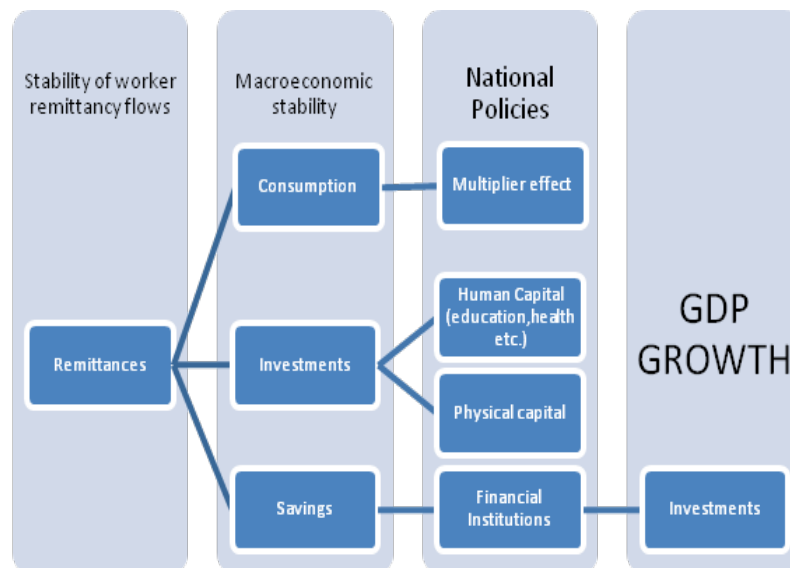 Stability of worker
remittancy flows
Macroeconomic
stability
National
Policies
Consumption
Multiplier effect
Human Capital
(education,health
etc.)
GDP
GROWTH
Remittances
Investments
Physical capital
Savings
Financial
Institutions
Investments